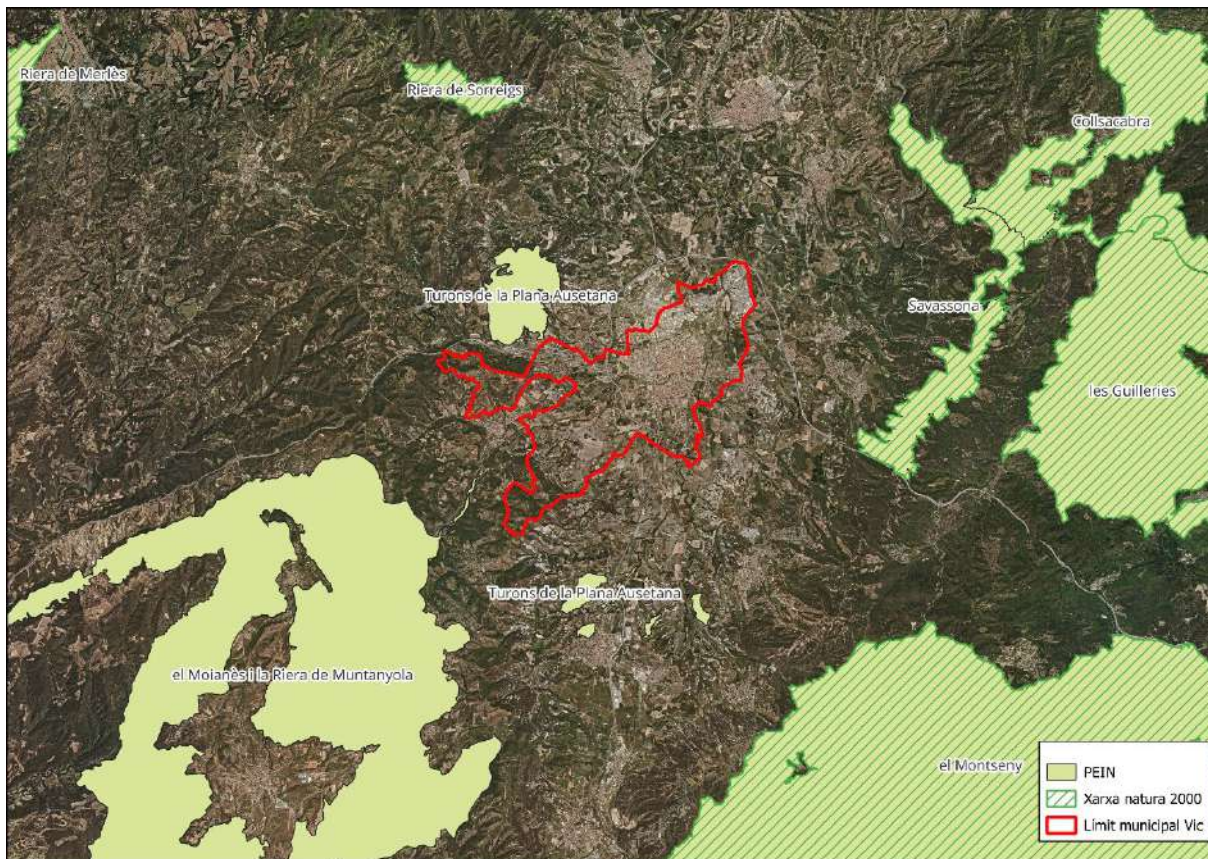 Riera de Merlès
Riera de Sorreigs
Collsacabra
Turons de la Plana Ausetana
Savassona
les Guilleries
Turons de la Plana Ausetana
el Moianès i la Riera de Muntanyola
el Montseny
PEIN
Xarxa natura 2000
Límit municipal Vic